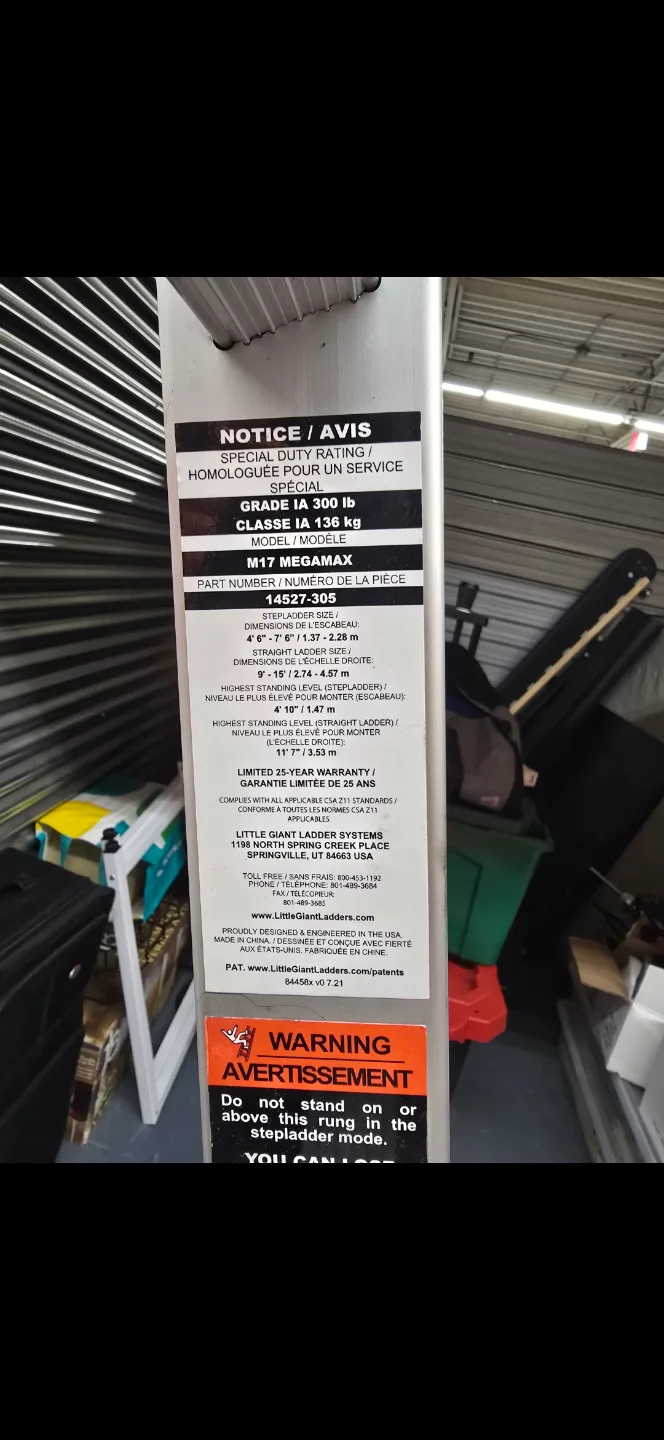 NOTICE / AVIS
SPECIAL DUTY RATING /
HOMOLOGUÉE POUR UN SERVICE
SPÉCIAL
GRADE IA 300 lb
CLASSE IA 136 kg
MODEL / MODÈLE
M17 MEGAMAX
PART NUMBER / NUMÉRO DE LA PIÈCE
14527-305
STEPLADDER SIZE /
DIMENSIONS DE L'ESCABEAU:
4' 6" - 7' 6" / 1.37 - 2.28 m
STRAIGHT LADDER SIZE /
DIMENSIONS DE L'ÉCHELLE DROITE:
9' - 15' / 2.74 - 4.57 m
HIGHEST STANDING LEVEL (STEPLADDER) /
NIVEAU LE PLUS ÉLEVÉ POUR MONTER (ESCABEAU):
4' 10" / 1.47 m
HIGHEST STANDING LEVEL (STRAIGHT LADDER) /
NIVEAU LE PLUS ÉLEVÉ POUR MONTER
(L'ÉCHELLE DROITE):
11' 7" / 3.53 m
LIMITED 25-YEAR WARRANTY /
GARANTIE LIMITÉE DE 25 ANS
COMPLIES WITH ALL APPLICABLE CSA Z11 STANDARDS /
CONFORME À TOUTES LES NORMES CSA Z11
APPLICABLES
LITTLE GIANT LADDER SYSTEMS
1198 NORTH SPRING CREEK PLACE
SPRINGVILLE, UT 84663 USA
TOLL FREE / SANS FRAIS: 800-453-1192
PHONE / TÉLÉPHONE: 801-489-3684
FAX / TÉLÉCOPIEUR:
801-489-3685
www.LittleGiantLadders.com
PROUDLY DESIGNED & ENGINEERED IN THE USA.
MADE IN CHINA. / DESSINÉE ET CONÇUE AVEC FIERTÉ
AUX ÉTATS-UNIS. FABRIQUÉE EN CHINE.
PAT. www.LittleGiantLadders.com/patents
84458x v0 7.21
WARNING
AVERTISSEMENT
Do not stand on or
above this rung in the
stepladder mode.
YOU CAN LOSE